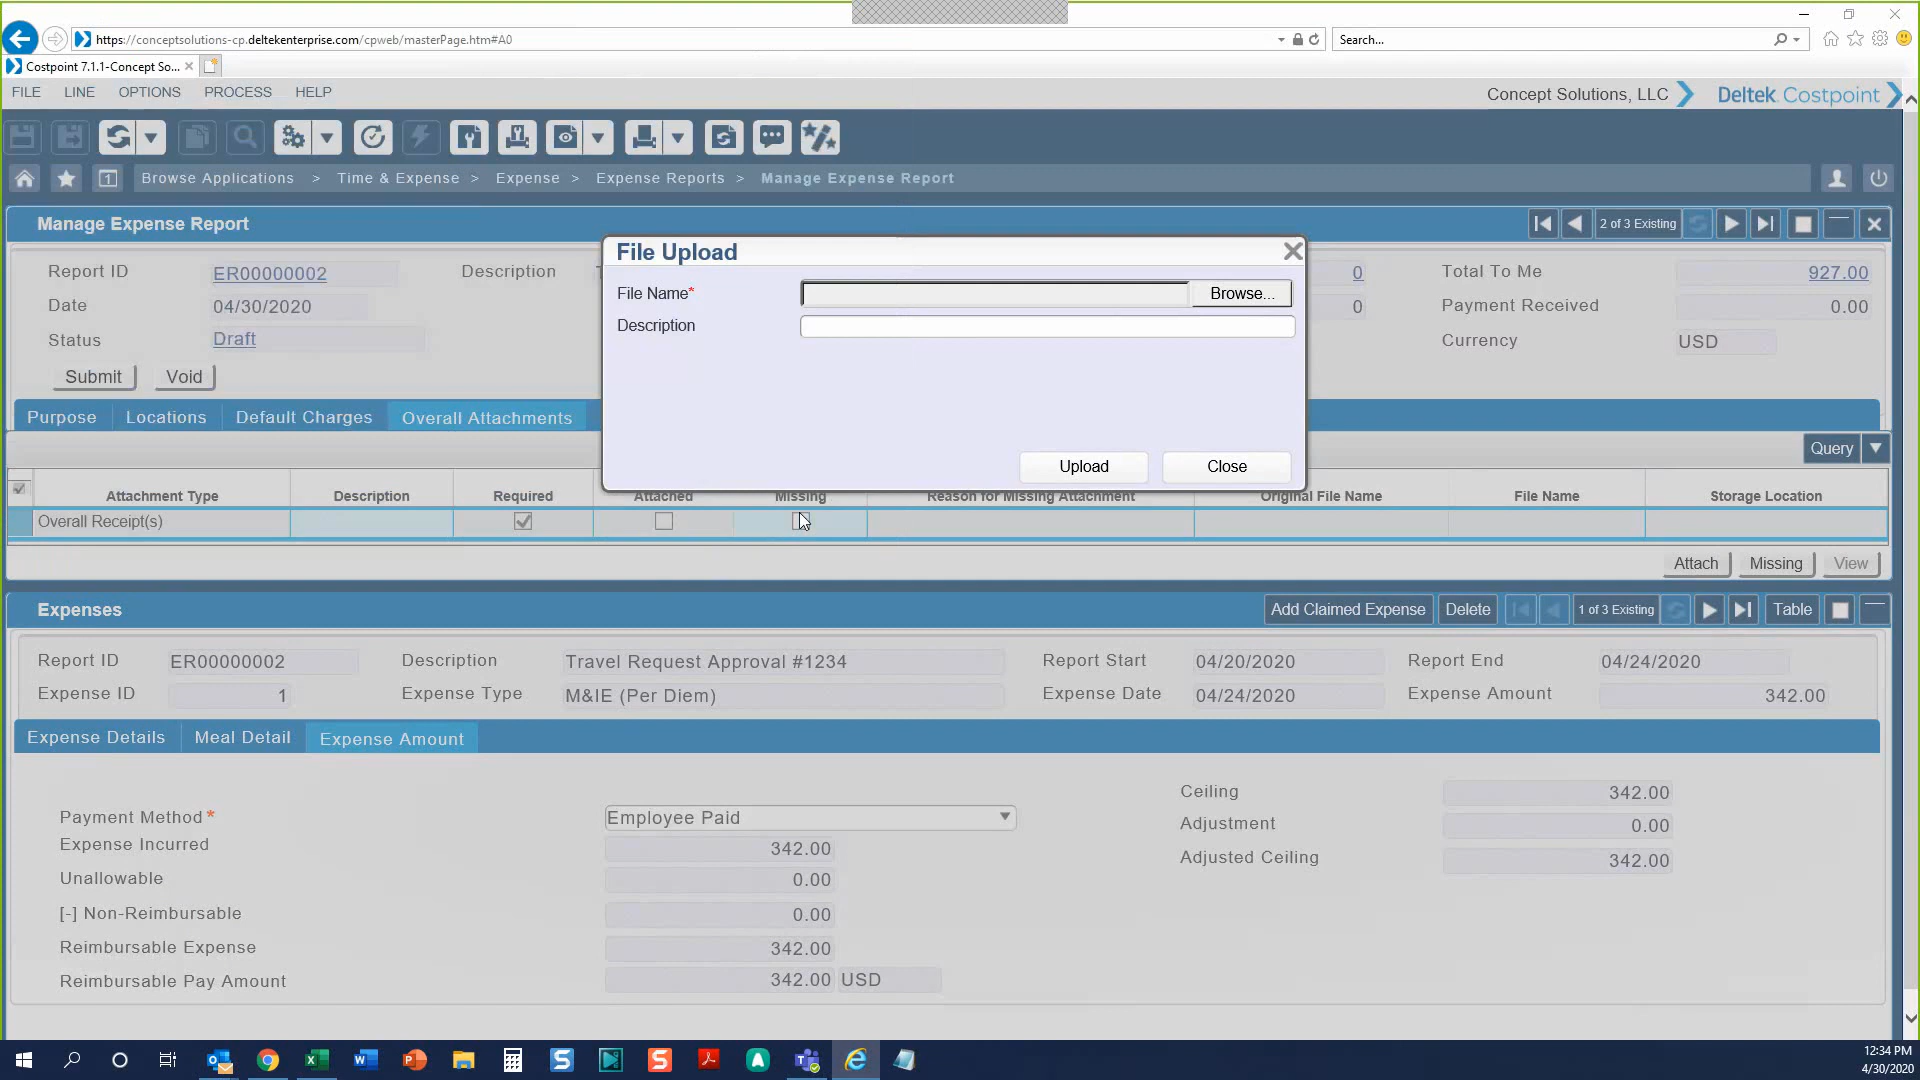 https://conceptsolutions-cp.deltekenterprise.com/cpweb/masterPage.htm#A0
Search...
Costpoint 7.1.1-Concept So...
FILE LINE OPTIONS PROCESS HELP
Concept Solutions, LLC Deltek Costpoint
1 Browse Applications > Time & Expense > Expense > Expense Reports > Manage Expense Report
Manage Expense Report
2 of 3 Existing
File Upload
Report ID ER00000002 Description
0 Total To Me 927.00
File Name* Browse...
Date 04/30/2020
0 Payment Received 0.00
Description
Status Draft
Currency USD
Submit Void
Purpose Locations Default Charges Overall Attachments
Query
Upload Close
Attachment Type Description Required Attached Missing Reason for Missing Attachment Original File Name File Name Storage Location
Overall Receipt(s)
Attach Missing View
Expenses
Add Claimed Expense Delete 1 of 3 Existing Table
Report ID ER00000002 Description Travel Request Approval #1234 Report Start 04/20/2020 Report End 04/24/2020
Expense ID 1 Expense Type M&IE (Per Diem) Expense Date 04/24/2020 Expense Amount 342.00
Expense Details Meal Detail Expense Amount
Ceiling 342.00
Payment Method * Employee Paid
Adjustment 0.00
Expense Incurred 342.00
Adjusted Ceiling 342.00
Unallowable 0.00
[-] Non-Reimbursable 0.00
Reimbursable Expense 342.00
Reimbursable Pay Amount 342.00 USD
12:34 PM
4/30/2020